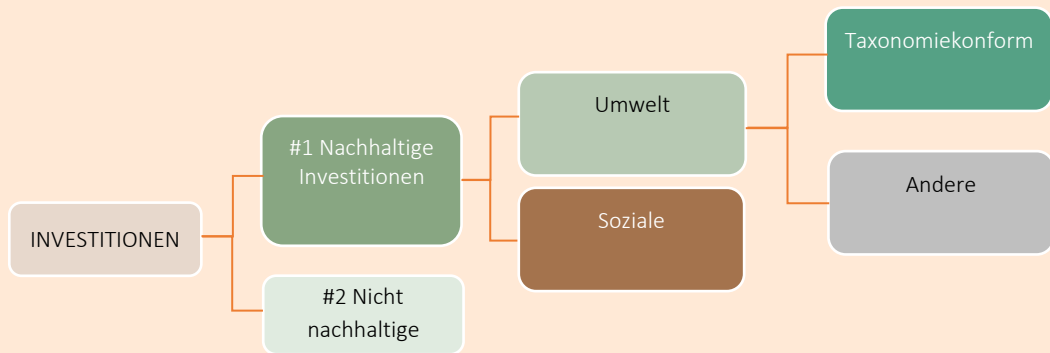 INVESTITIONEN
#1 Nachhaltige
Investitionen
#2 Nicht
nachhaltige
Umwelt
Soziale
Taxonomiekonform
Andere